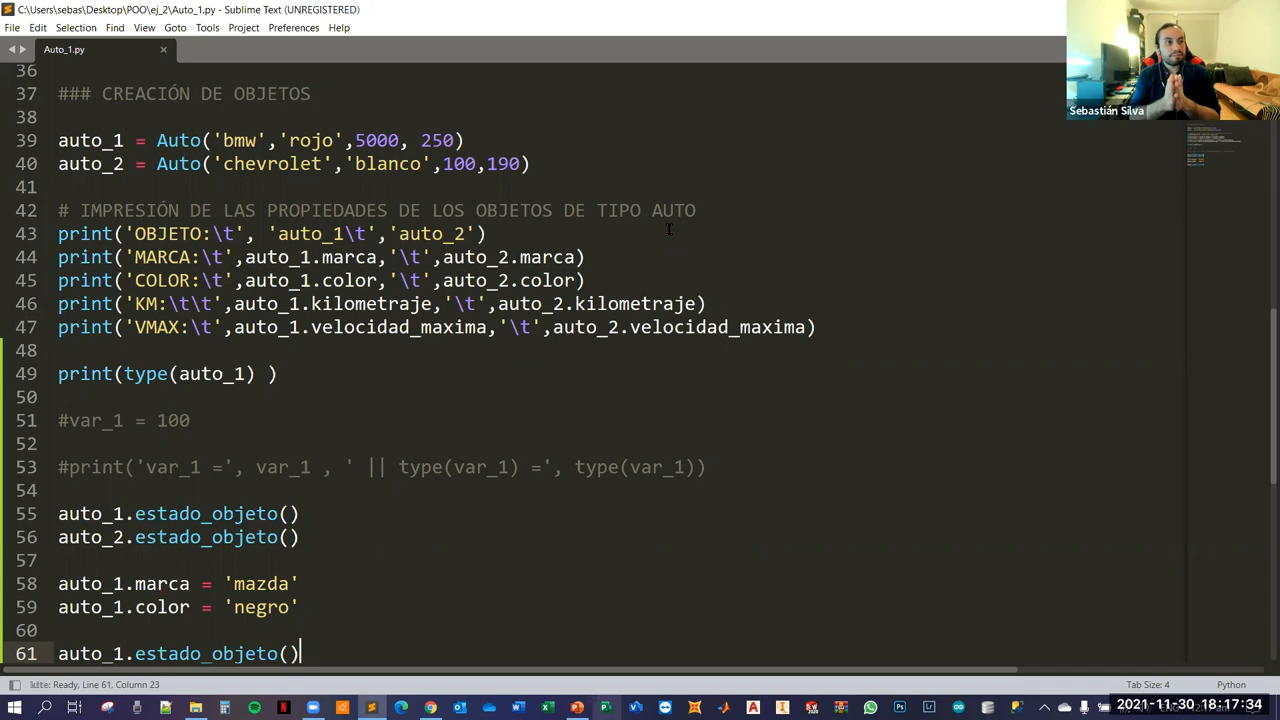 C:\Users\sebas\Desktop\POO\ej_2\Auto_1.py - Sublime Text (UNREGISTERED)
File Edit Selection Find View Goto Tools Project Preferences Help
Auto_1.py
Sebastián Silva
36
37 ### CREACIÓN DE OBJETOS
38
39 auto_1 = Auto('bmw','rojo',5000, 250)
40 auto_2 = Auto('chevrolet','blanco',100,190)
41
42 # IMPRESIÓN DE LAS PROPIEDADES DE LOS OBJETOS DE TIPO AUTO
43 print('OBJETO:\t', 'auto_1\t','auto_2')
44 print('MARCA:\t',auto_1.marca,'\t',auto_2.marca)
45 print('COLOR:\t',auto_1.color,'\t',auto_2.color)
46 print('KM:\t\t',auto_1.kilometraje,'\t',auto_2.kilometraje)
47 print('VMAX:\t',auto_1.velocidad_maxima,'\t',auto_2.velocidad_maxima)
48
49 print(type(auto_1) )
50
51 #var_1 = 100
52
53 #print('var_1 =', var_1 , ' || type(var_1) =', type(var_1))
54
55 auto_1.estado_objeto()
56 auto_2.estado_objeto()
57
58 auto_1.marca = 'mazda'
59 auto_1.color = 'negro'
60
61 auto_1.estado_objeto()
Ready, Line 61, Column 23 Tab Size: 4 Python
2021-11-30 18:17:34